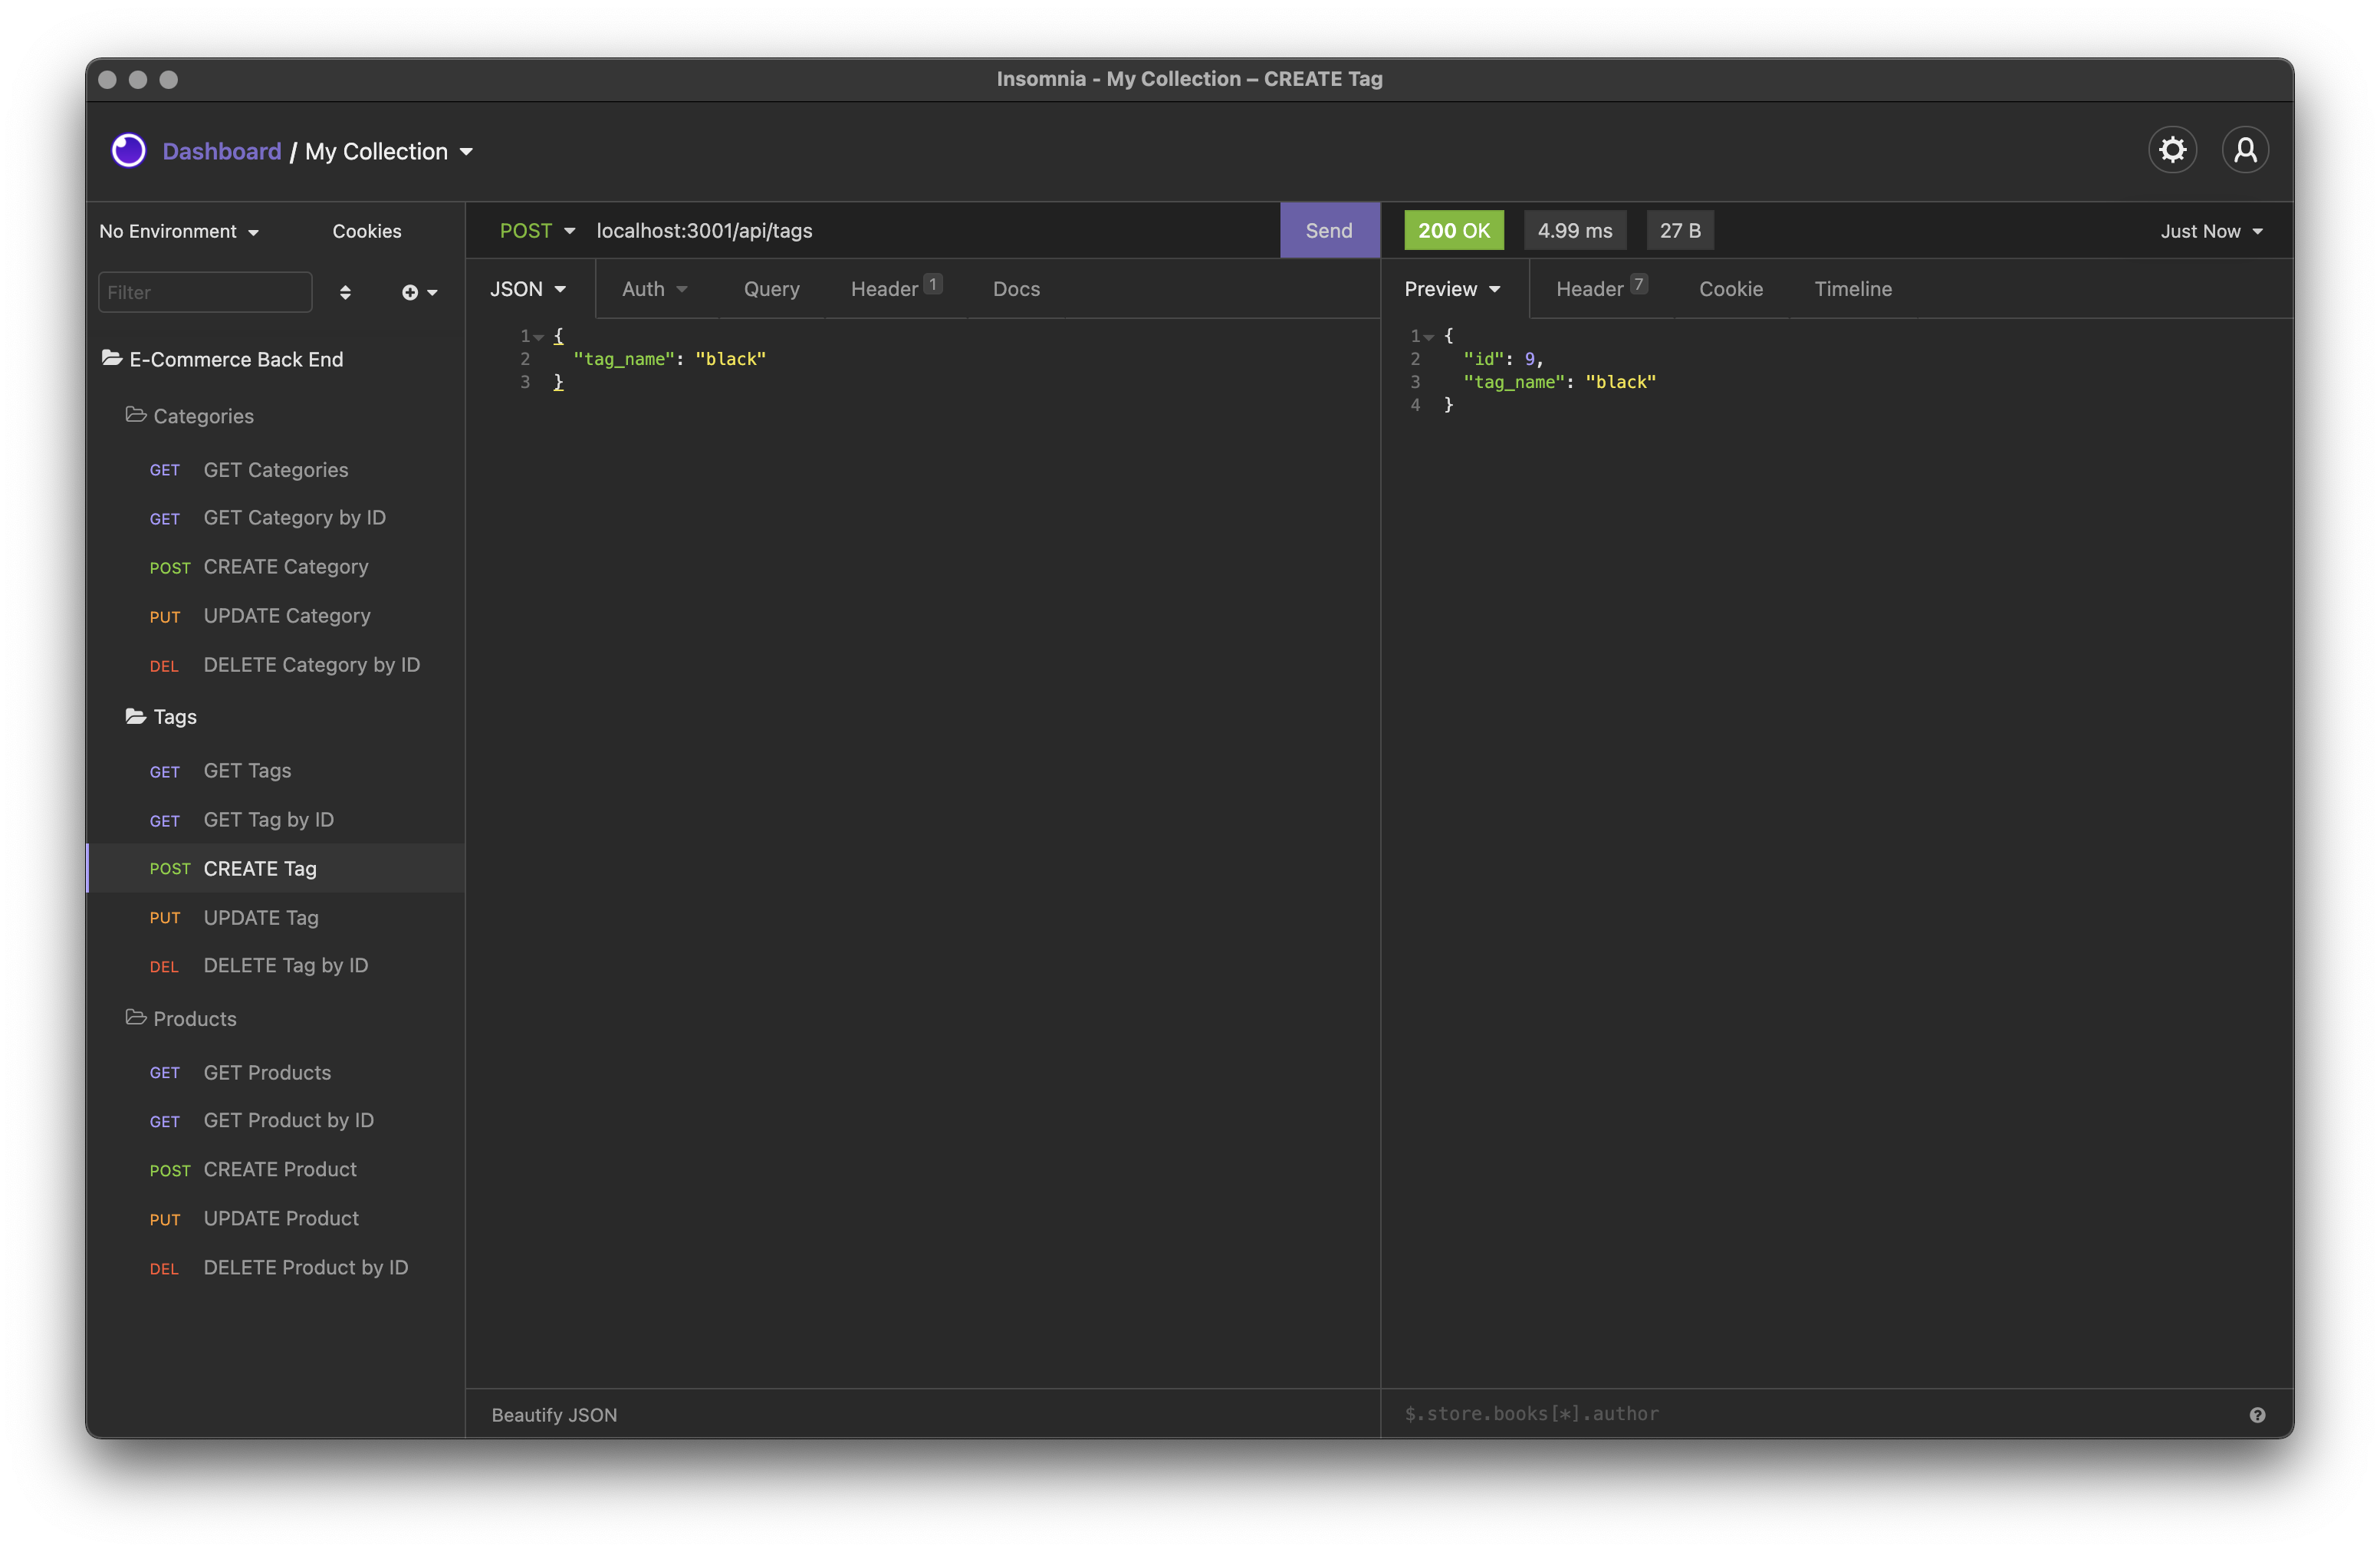 Insomnia - My Collection – CREATE Tag
Dashboard / My Collection
No Environment
Cookies
Filter
E-Commerce Back End
Categories
GET GET Categories
GET GET Category by ID
POST CREATE Category
PUT UPDATE Category
DEL DELETE Category by ID
Tags
GET GET Tags
GET GET Tag by ID
POST CREATE Tag
PUT UPDATE Tag
DEL DELETE Tag by ID
Products
GET GET Products
GET GET Product by ID
POST CREATE Product
PUT UPDATE Product
DEL DELETE Product by ID
POST localhost:3001/api/tags Send
JSON Auth Query Header 1 Docs
1 {
2 "tag_name": "black"
3 }
Beautify JSON
200 OK 4.99 ms 27 B Just Now
Preview Header 7 Cookie Timeline
1 {
2 "id": 9,
3 "tag_name": "black"
4 }
$.store.books[*].author